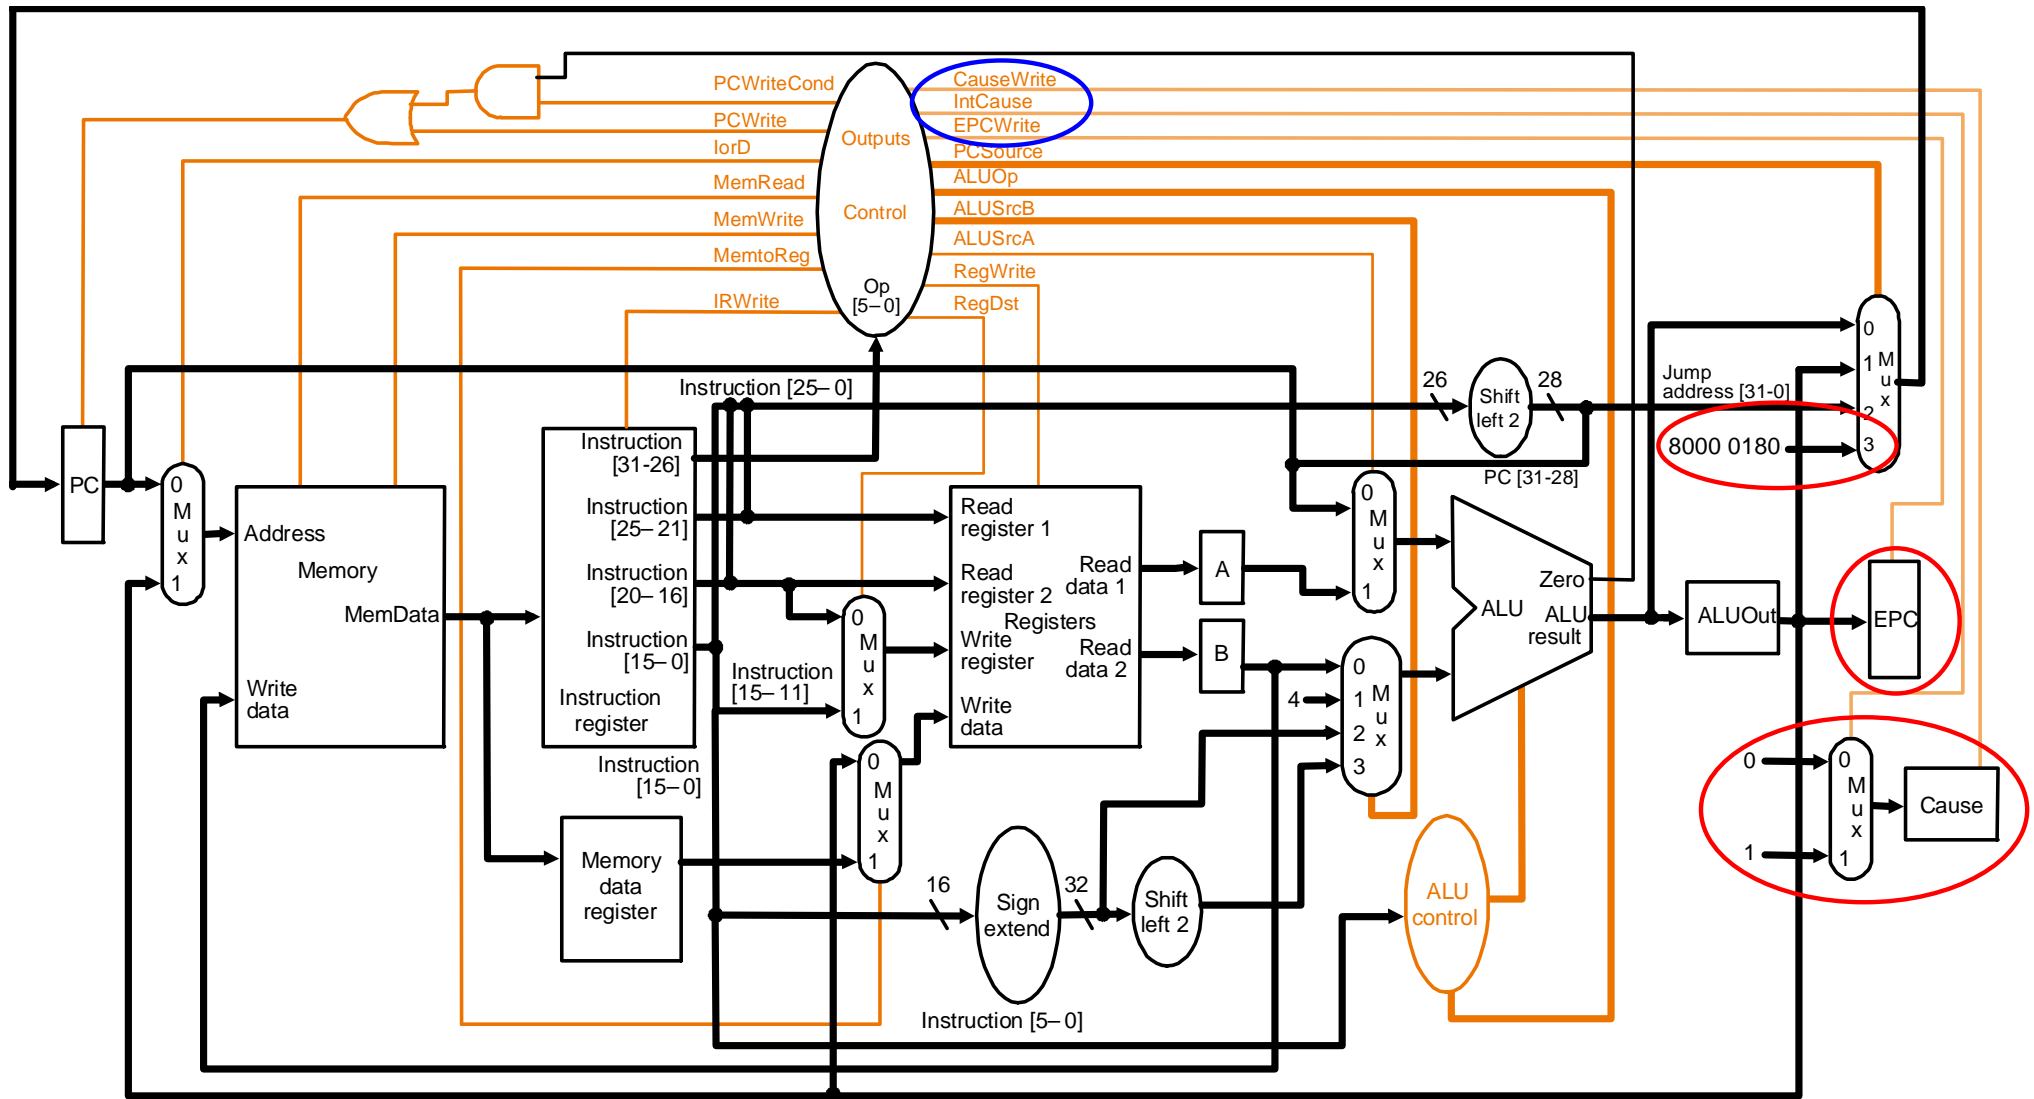 PCWriteCond
PCWrite
IorD
MemRead
MemWrite
MemtoReg
IRWrite
Outputs
Control
Op
[5–0]
CauseWrite
IntCause
EPCWrite
PCSource
ALUOp
ALUSrcB
ALUSrcA
RegWrite
RegDst
Instruction [25–0]
26
Shift
left 2
28
Jump
address [31-0]
PC [31-28]
8000 0180
0
1
2
3
M
u
x
PC
0
M
u
x
1
Address
Memory
MemData
Write
data
Instruction
[31-26]
Instruction
[25–21]
Instruction
[20–16]
Instruction
[15–0]
Instruction
register
Instruction
[15–11]
0
M
u
x
1
Instruction
[15–0]
0
M
u
x
1
Memory
data
register
Read
register 1
Read
register 2
Registers
Write
register
Write
data
Read
data 1
Read
data 2
A
B
0
M
u
x
1
4
0
1
2
3
M
u
x
Zero
ALU
ALU
result
ALUOut
EPC
0
1
0
M
u
x
1
Cause
16
Sign
extend
32
Shift
left 2
ALU
control
Instruction [5–0]